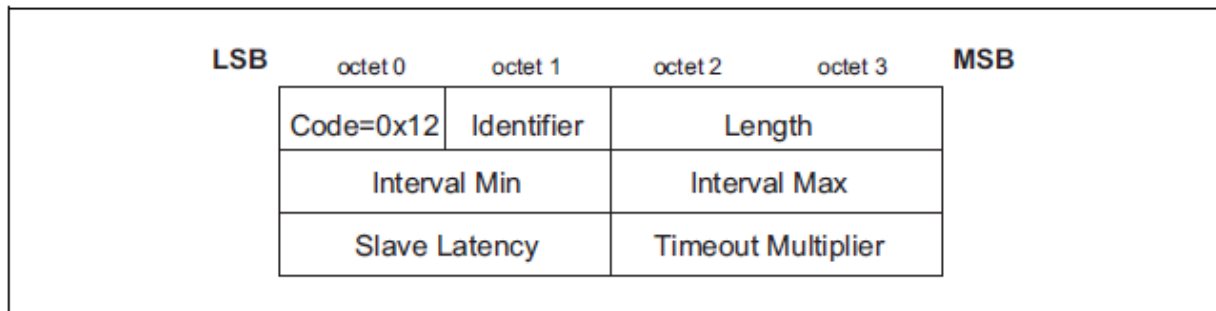 LSB octet 0 octet 1 octet 2 octet 3 MSB
Code=0x12 Identifier Length
Interval Min Interval Max
Slave Latency Timeout Multiplier